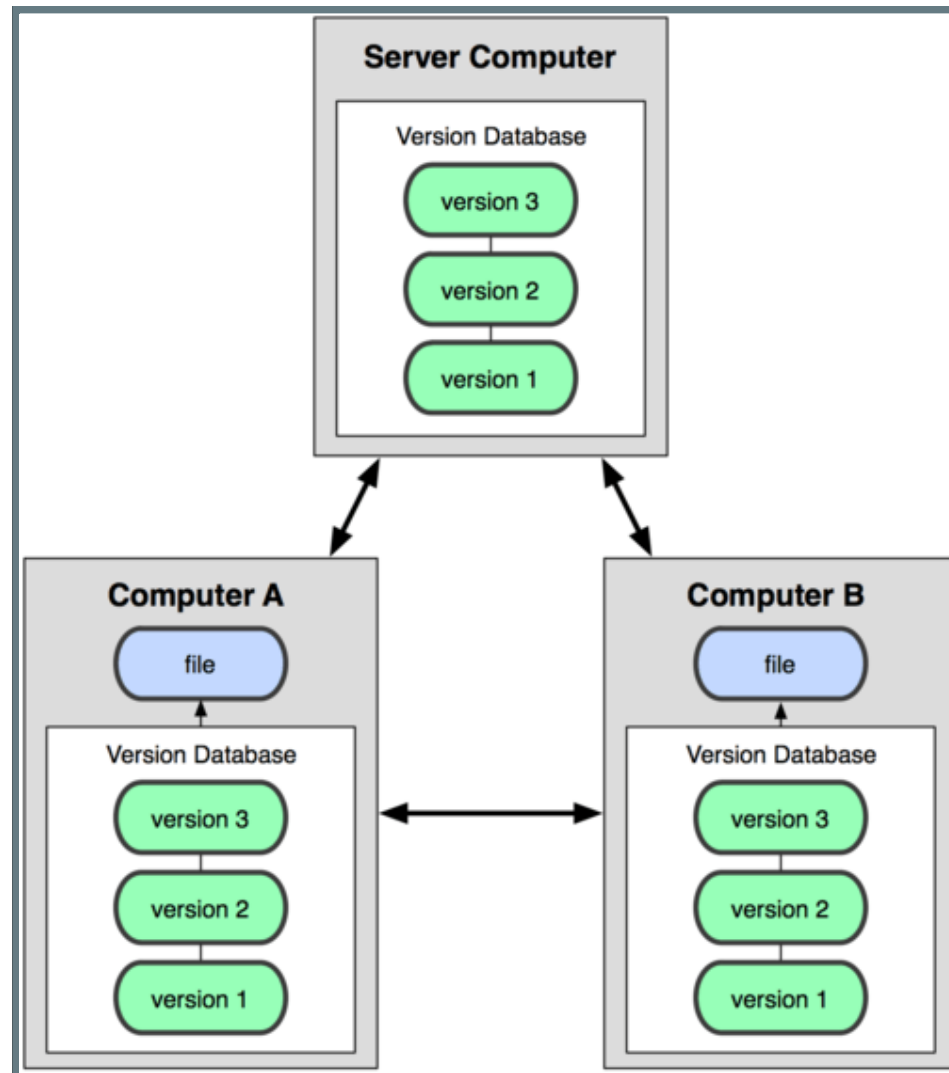 Server Computer
Version Database
version 3
version 2
version 1
Computer A
file
Version Database
version 3
version 2
version 1
Computer B
file
Version Database
version 3
version 2
version 1